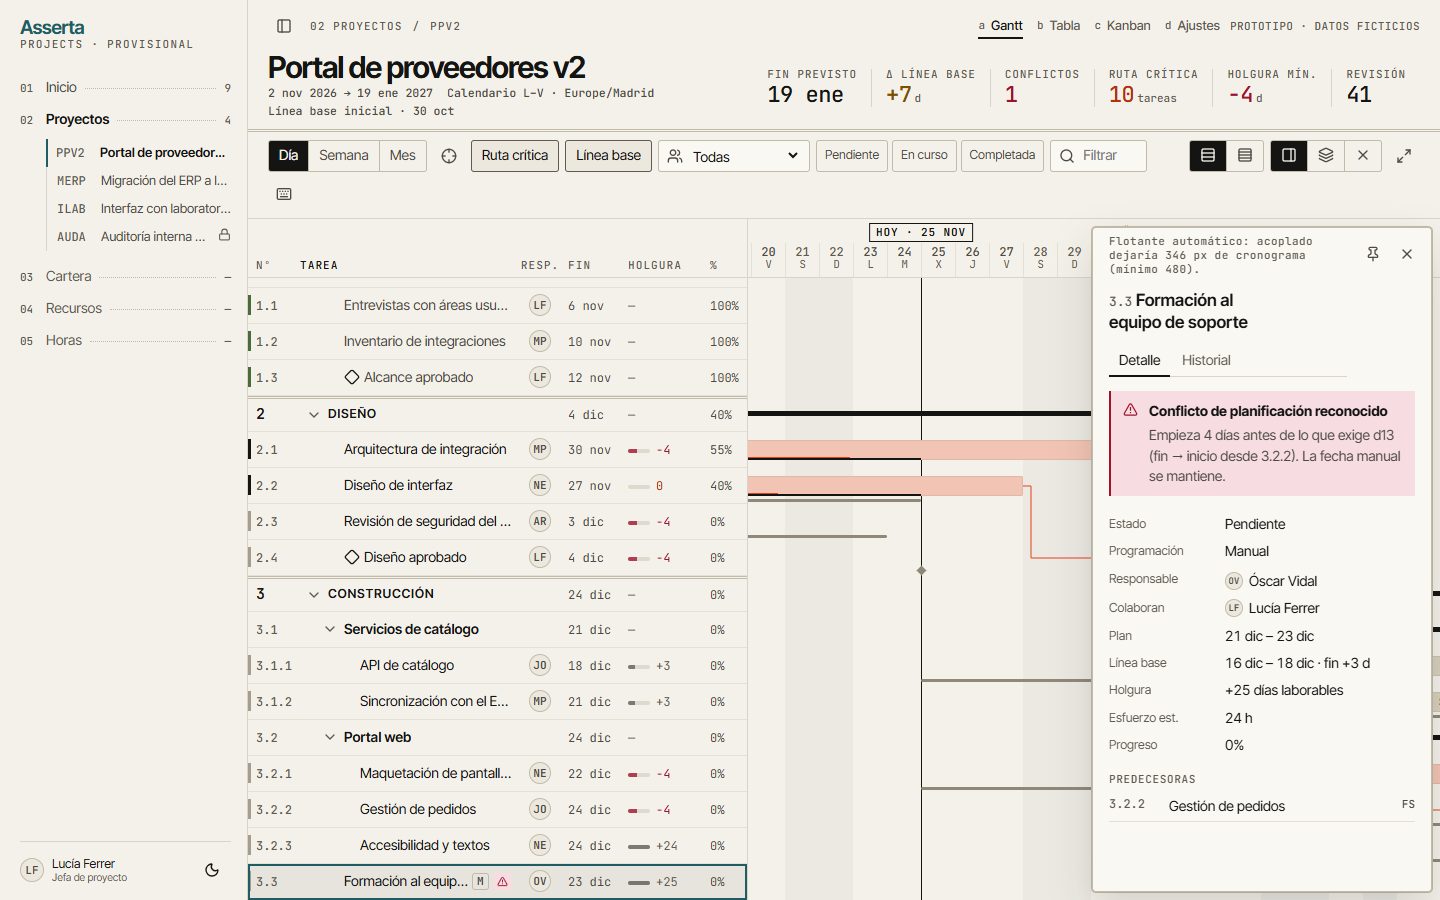 Asserta
PROJECTS · PROVISIONAL
01 Inicio 9
02 Proyectos 4
PPV2 Portal de proveedor...
MERP Migración del ERP a l...
ILAB Interfaz con laborator...
AUDA Auditoría interna ...
03 Cartera –
04 Recursos –
05 Horas –
LF Lucía Ferrer
Jefa de proyecto
02 PROYECTOS / PPV2
a Gantt b Tabla c Kanban d Ajustes PROTOTIPO · DATOS FICTICIOS
Portal de proveedores v2
2 nov 2026 → 19 ene 2027 Calendario L–V · Europe/Madrid
Línea base inicial · 30 oct
FIN PREVISTO Δ LÍNEA BASE CONFLICTOS RUTA CRÍTICA HOLGURA MÍN. REVISIÓN
19 ene +7 d 1 10 tareas -4 d 41
Día Semana Mes Ruta crítica Línea base Todas Pendiente En curso Completada Filtrar
HOY · 25 NOV
20 21 22 23 24 25 26 27 28 29
V S D L M X J V S D
N° TAREA RESP. FIN HOLGURA %
1.1 Entrevistas con áreas usu... LF 6 nov – 100%
1.2 Inventario de integraciones MP 10 nov – 100%
1.3 Alcance aprobado LF 12 nov – 100%
2 DISEÑO 4 dic – 40%
2.1 Arquitectura de integración MP 30 nov -4 55%
2.2 Diseño de interfaz NE 27 nov 0 40%
2.3 Revisión de seguridad del ... AR 3 dic -4 0%
2.4 Diseño aprobado LF 4 dic -4 0%
3 CONSTRUCCIÓN 24 dic – 0%
3.1 Servicios de catálogo 21 dic – 0%
3.1.1 API de catálogo JO 18 dic +3 0%
3.1.2 Sincronización con el E... MP 21 dic +3 0%
3.2 Portal web 24 dic – 0%
3.2.1 Maquetación de pantall... NE 22 dic -4 0%
3.2.2 Gestión de pedidos JO 24 dic -4 0%
3.2.3 Accesibilidad y textos NE 24 dic +24 0%
3.3 Formación al equip... M OV 23 dic +25 0%
Flotante automático: acoplado
dejaría 346 px de cronograma
(mínimo 480).
3.3 Formación al
equipo de soporte
Detalle Historial
Conflicto de planificación reconocido
Empieza 4 días antes de lo que exige d13
(fin → inicio desde 3.2.2). La fecha manual
se mantiene.
Estado Pendiente
Programación Manual
Responsable OV Óscar Vidal
Colaboran LF Lucía Ferrer
Plan 21 dic – 23 dic
Línea base 16 dic – 18 dic · fin +3 d
Holgura +25 días laborables
Esfuerzo est. 24 h
Progreso 0%
PREDECESORAS
3.2.2 Gestión de pedidos FS